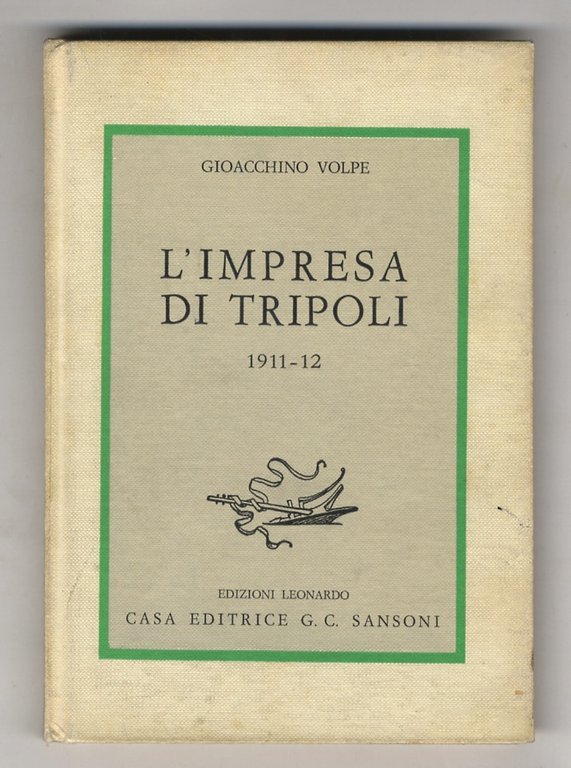 GIOACCHINO VOLPE
L'IMPRESA
DI TRIPOLI
1911-12
EDIZIONI LEONARDO
CASA EDITRICE G. C. SANSONI